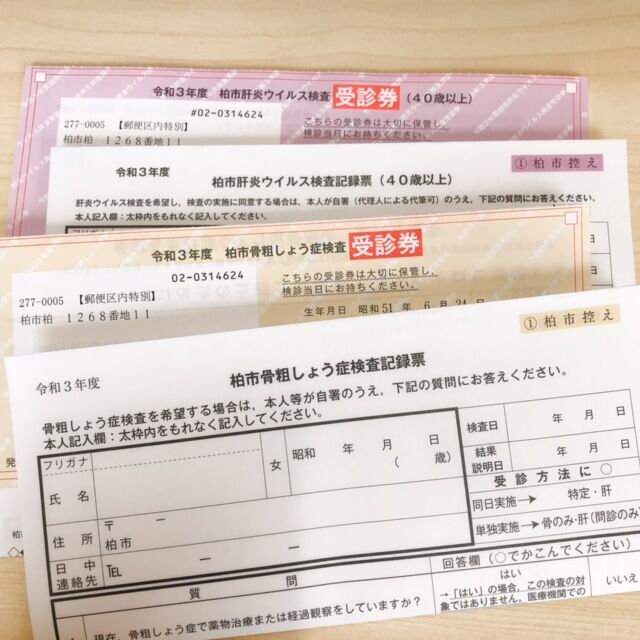 令和３年度 柏市肝炎ウイルス検査 受診券 （４０歳以上）
#02-0314624
277-0005 【郵便区内特別】
柏市柏 １２６８番地１１
こちらの受診券は大切に保管し、
検診当日にお持ちください。
令和３年度
①柏市控え
柏市肝炎ウイルス検査記録票（４０歳以上）
肝炎ウイルス検査を希望し、検査の実施に同意する場合は、本人が自署（代理人による代筆可）のうえ、下記の質問にお答えください。
本人記入欄：太枠内をもれなく記入してください。
フリガナ
日
令和３年度 柏市骨粗しょう症検査 受診券
02-0314624
277-0005 【郵便区内特別】
柏市柏 １２６８番地１１
こちらの受診券は大切に保管し、
検診当日にお持ちください。
生年月日 昭和51年 6月24日
①柏市控え
令和３年度
柏市骨粗しょう症検査記録票
骨粗しょう症検査を希望する場合は、本人等が自署のうえ、下記の質問にお答えください。
本人記入欄：太枠内をもれなく記入してください。
フリガナ
氏名
女
昭和 年 月 日
（ 歳）
検査日 年 月 日
結果説明日 年 月 日
受診方法に○
同日実施→ 特定・肝
単独実施→ 骨のみ・肝(問診のみ)
住所
〒 －
柏市
日中連絡先
TEL － －
質問
回答欄（○でかこんでください）
はい
→「はい」の場合、この検査の対
象ではありません。医療機関での
いいえ
1 現在、骨粗しょう症で薬物治療または経過観察をしていますか？